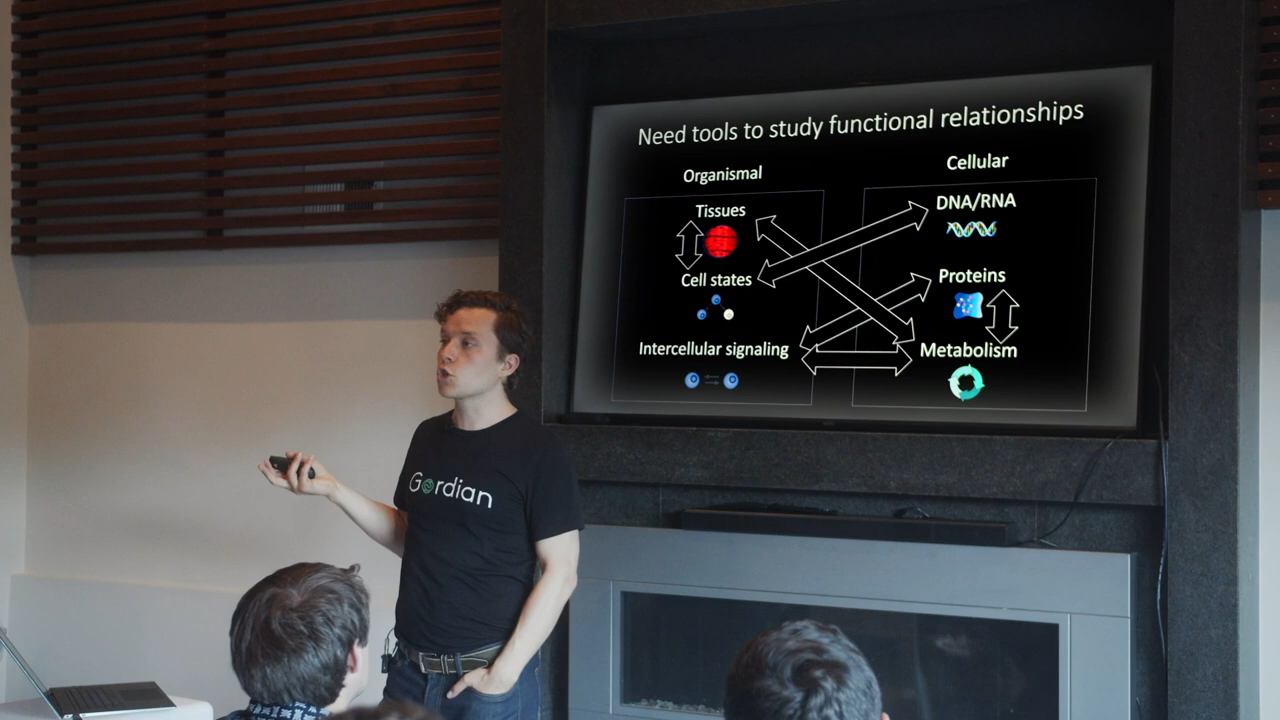 Need tools to study functional relationships
Organismal
Cellular
Tissues
DNA/RNA
Cell states
Proteins
Intercellular signaling
Metabolism
Gordian